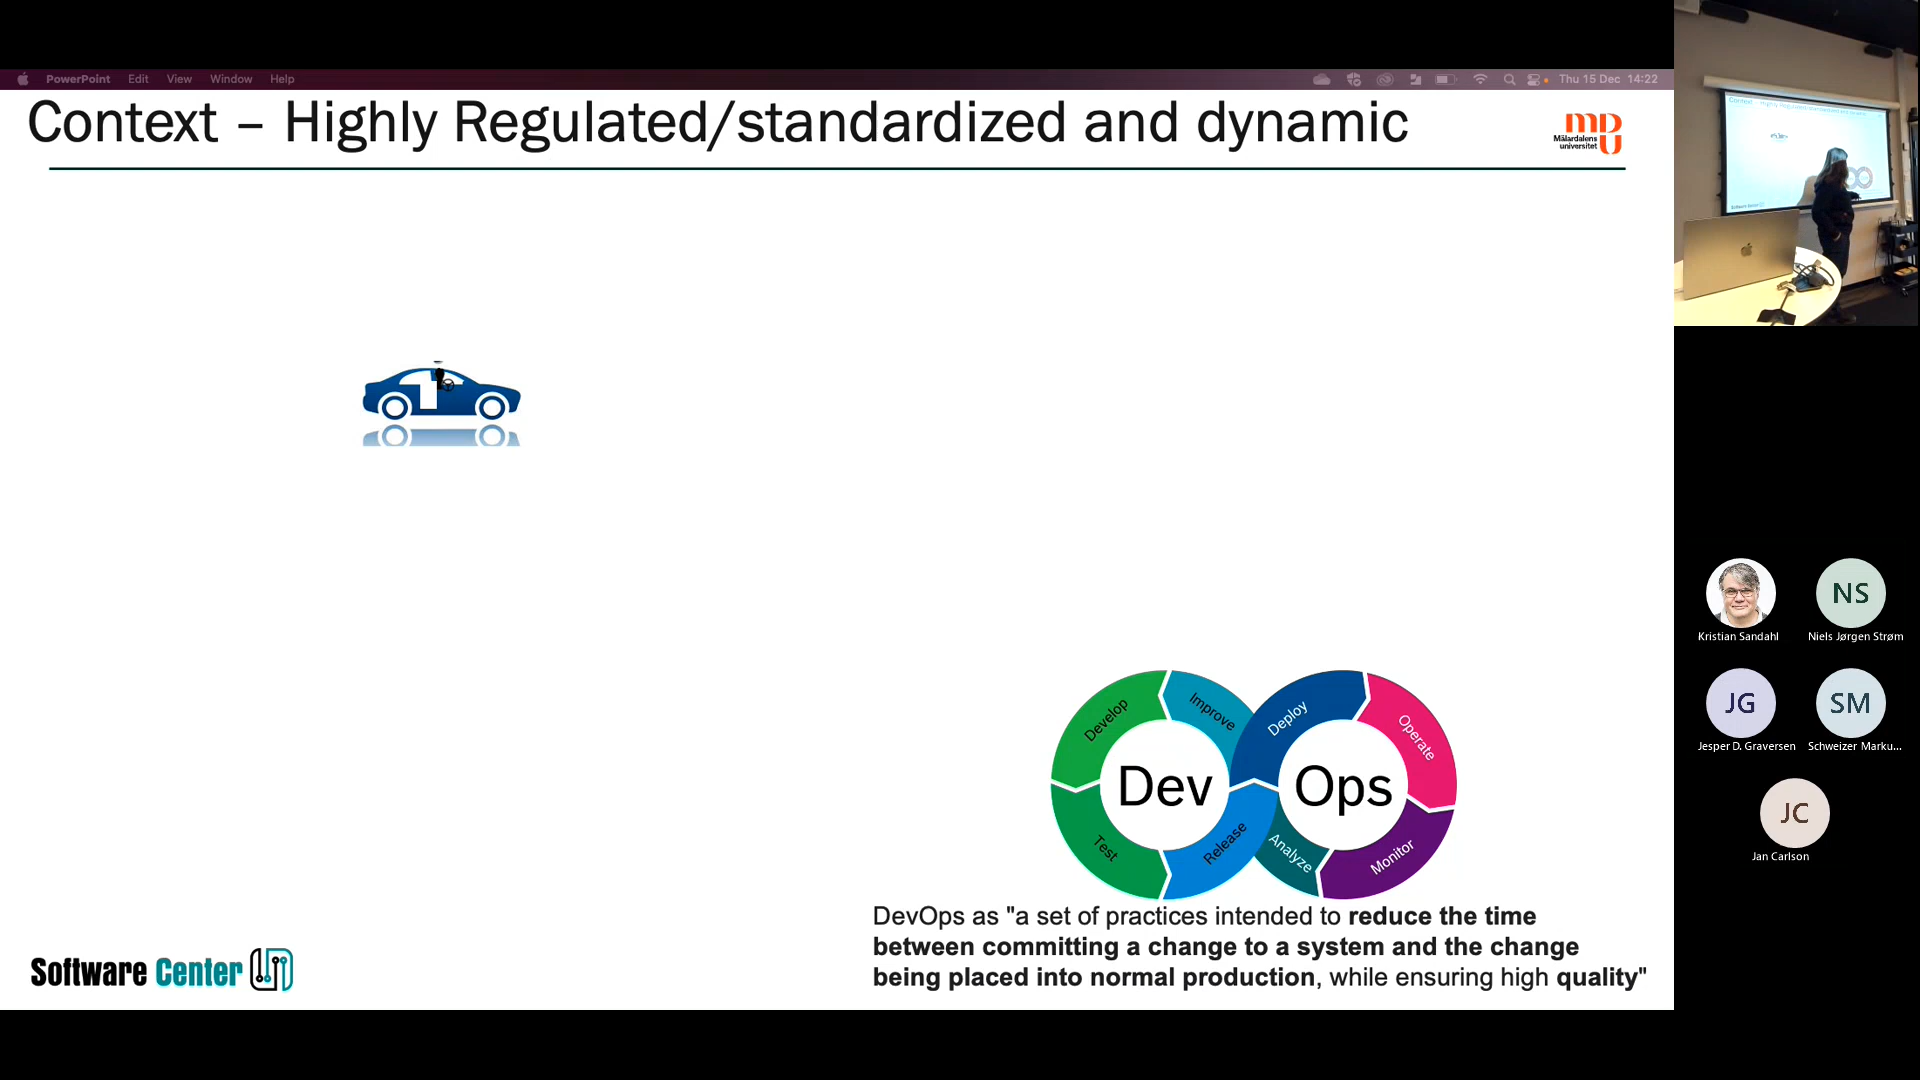 PowerPoint Edit View Window Help Thu 15 Dec 14:22
Context – Highly Regulated/standardized and dynamic
Mälardalens
universitet
Develop
Improve
Test
Release
Dev
Deploy
Operate
Analyze
Monitor
Ops
DevOps as "a set of practices intended to reduce the time
between committing a change to a system and the change
being placed into normal production, while ensuring high quality"
Software Center
Kristian Sandahl
NS
Niels Jørgen Strøm
JG
Jesper D. Graversen
SM
Schweizer Marku...
JC
Jan Carlson